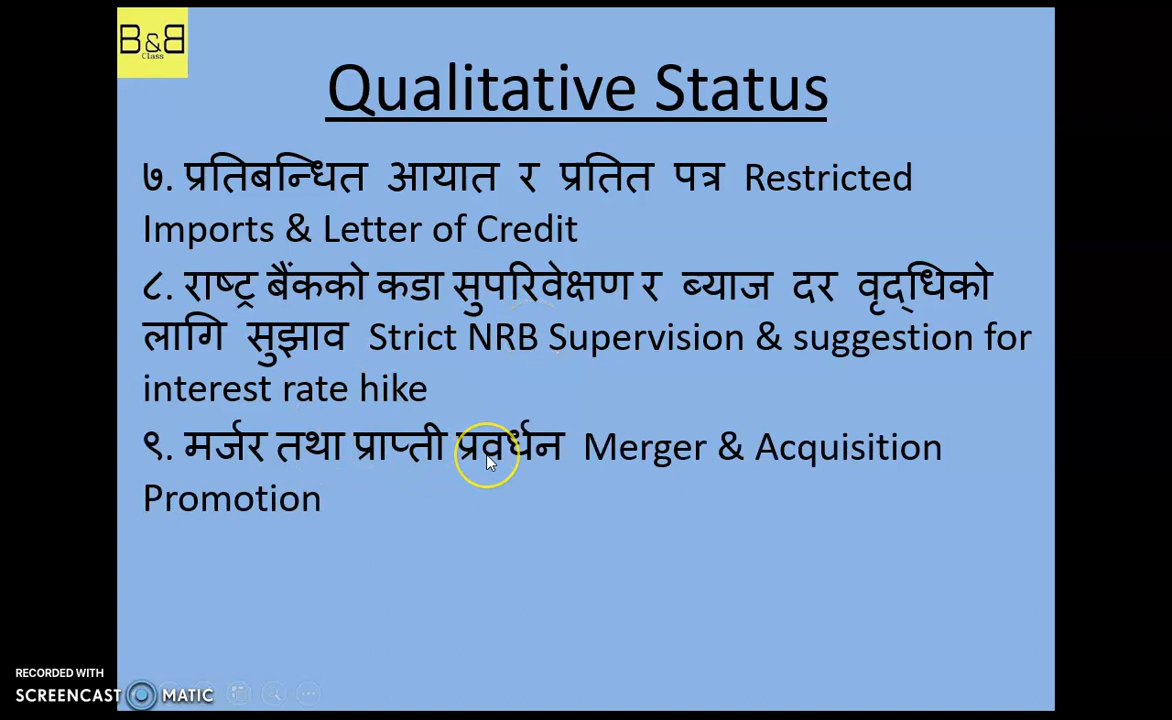 B&B
Class
Qualitative Status
७. प्रतिबन्धित आयात र प्रतित पत्र Restricted
Imports & Letter of Credit
८. राष्ट्र बैंकको कडा सुपरिवेक्षण र ब्याज दर वृद्‌धिको
लागि सुझाव Strict NRB Supervision & suggestion for
interest rate hike
९. मर्जर तथा प्राप्ती प्रवर्धन Merger & Acquisition
Promotion
RECORDED WITH
SCREENCAST MATIC